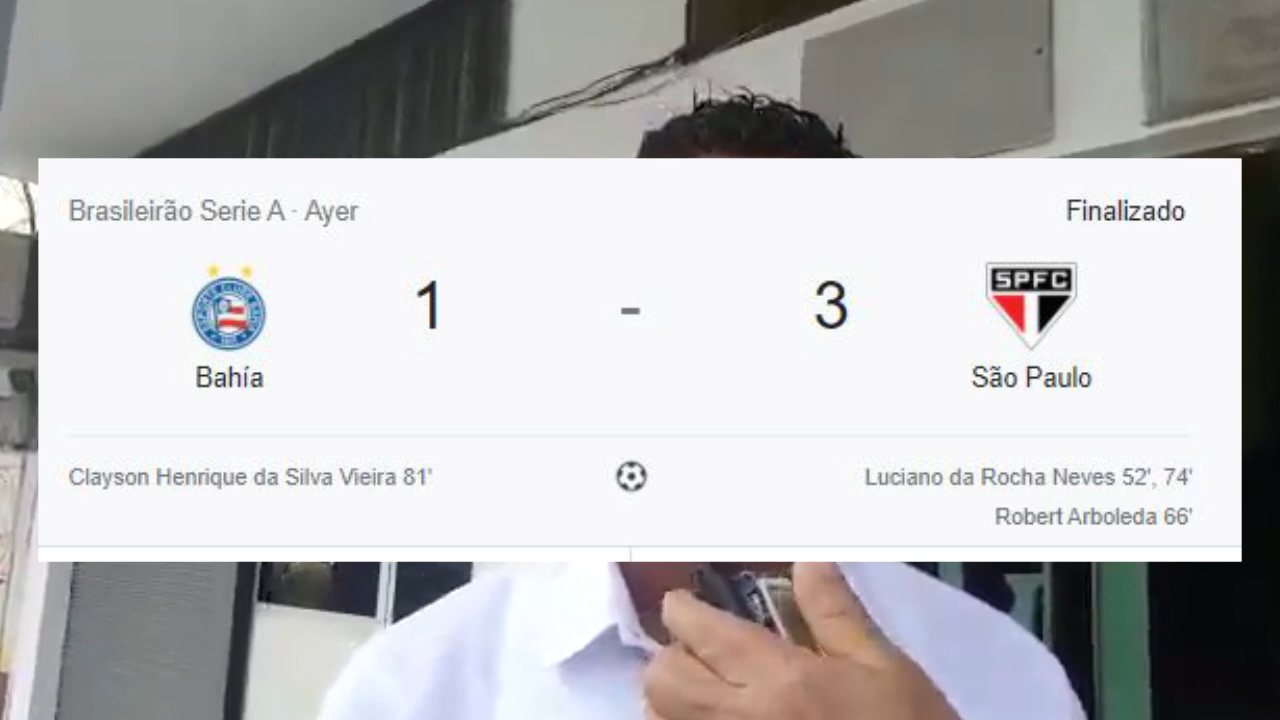 Brasileirão Serie A · Ayer
Finalizado
1 - 3
SPFC
Bahía
São Paulo
Clayson Henrique da Silva Vieira 81'
Luciano da Rocha Neves 52', 74'
Robert Arboleda 66'